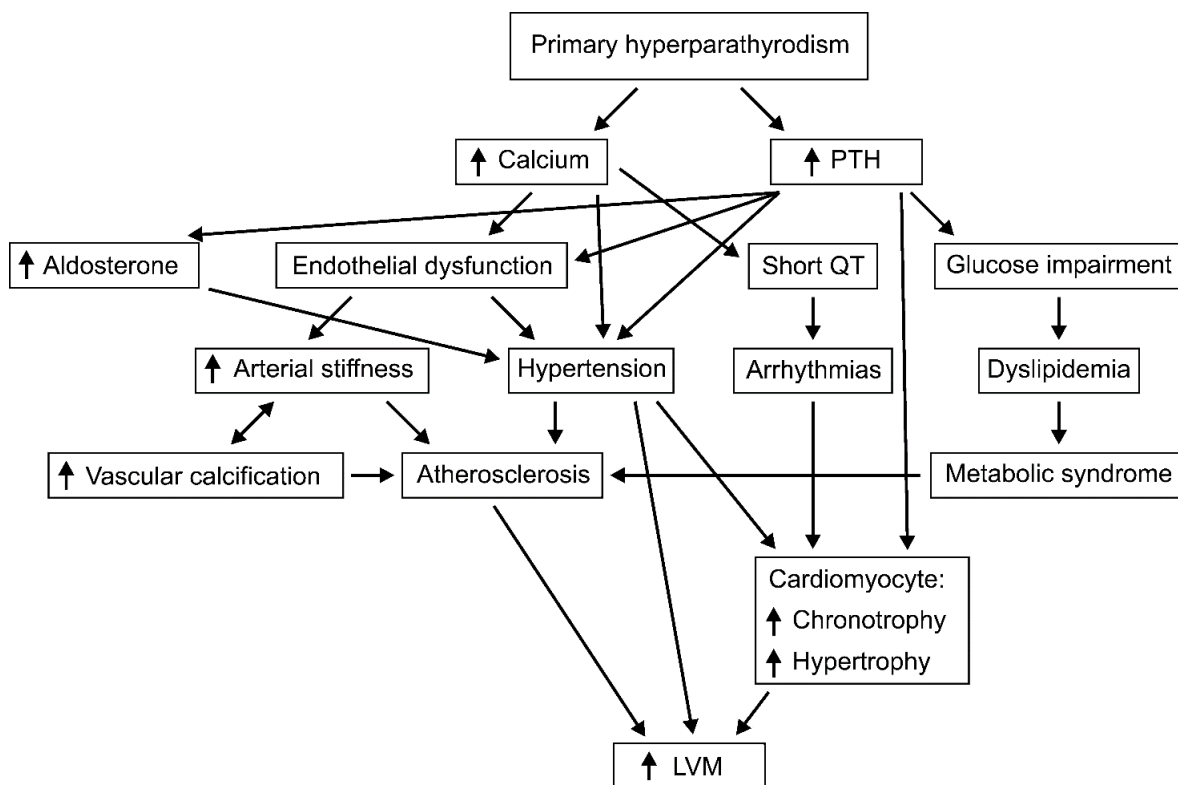 Primary hyperparathyrodism
↑ Calcium
↑ PTH
↑ Aldosterone
Endothelial dysfunction
Short QT
Glucose impairment
↑ Arterial stiffness
Hypertension
Arrhythmias
Dyslipidemia
↑ Vascular calcification
Atherosclerosis
Metabolic syndrome
Cardiomyocyte:
↑ Chronotrophy
↑ Hypertrophy
↑ LVM